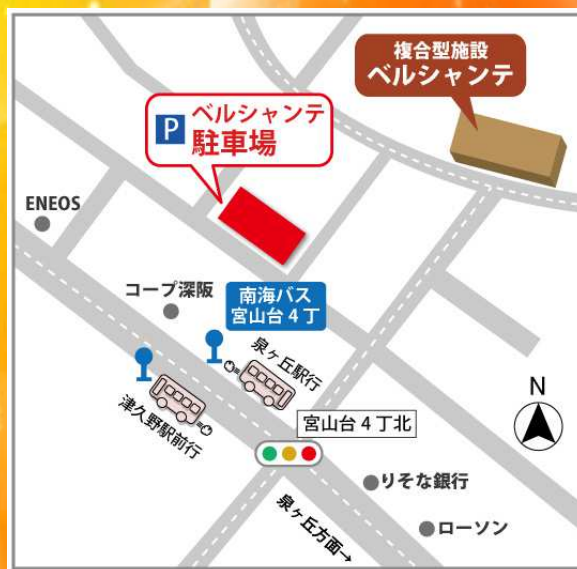 複合型施設
ベルシャンテ
P
ベルシャンテ
駐車場
ENEOS
コープ深阪
南海バス
宮山台4丁
泉ヶ丘駅行
津久野駅前行
N
宮山台4丁北
りそな銀行
ローソン
泉ヶ丘方面→